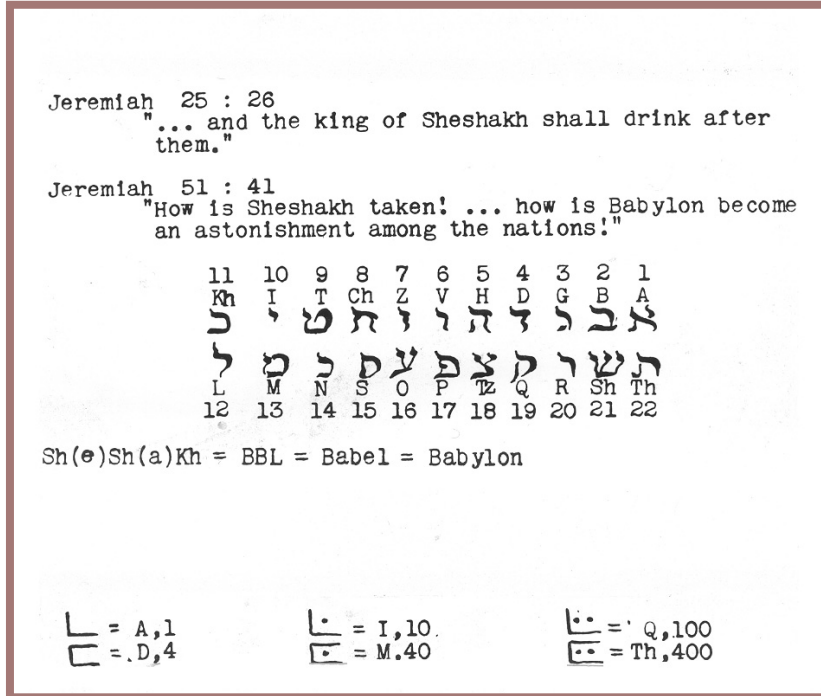 Jeremiah 25 : 26
"... and the king of Sheshakh shall drink after
them."
Jeremiah 51 : 41
"How is Sheshakh taken! ... how is Babylon become
an astonishment among the nations!"
11 10 9 8 7 6 5 4 3 2 1
Kh I T Ch Z V H D G B A
א ב ג ד ה ו ז ח ט י כ
ת ש ר ק צ פ ע ס נ מ ל
L M N S O P Tz Q R Sh Th
12 13 14 15 16 17 18 19 20 21 22
Sh(e)Sh(a)Kh = BBL = Babel = Babylon
= A,1 = I,10. =' Q,100
=.D,4 = M.40 = Th,400